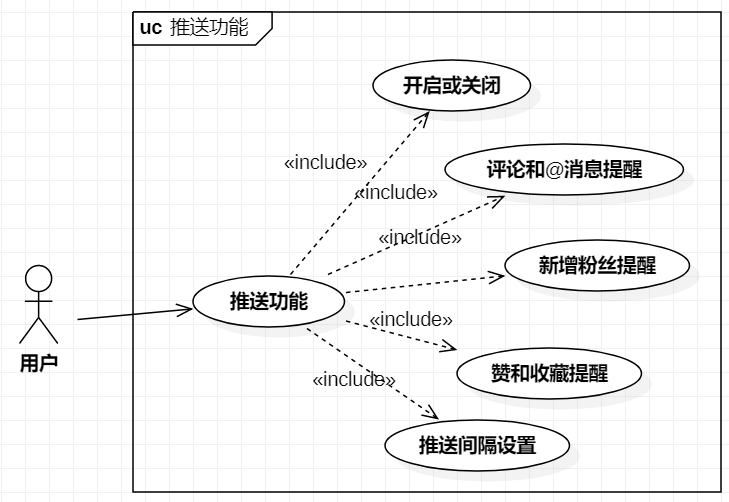 uc 推送功能
开启或关闭
«include»
评论和@消息提醒
«include»
«include»
新增粉丝提醒
推送功能
«include»
用户
赞和收藏提醒
«include»
推送间隔设置